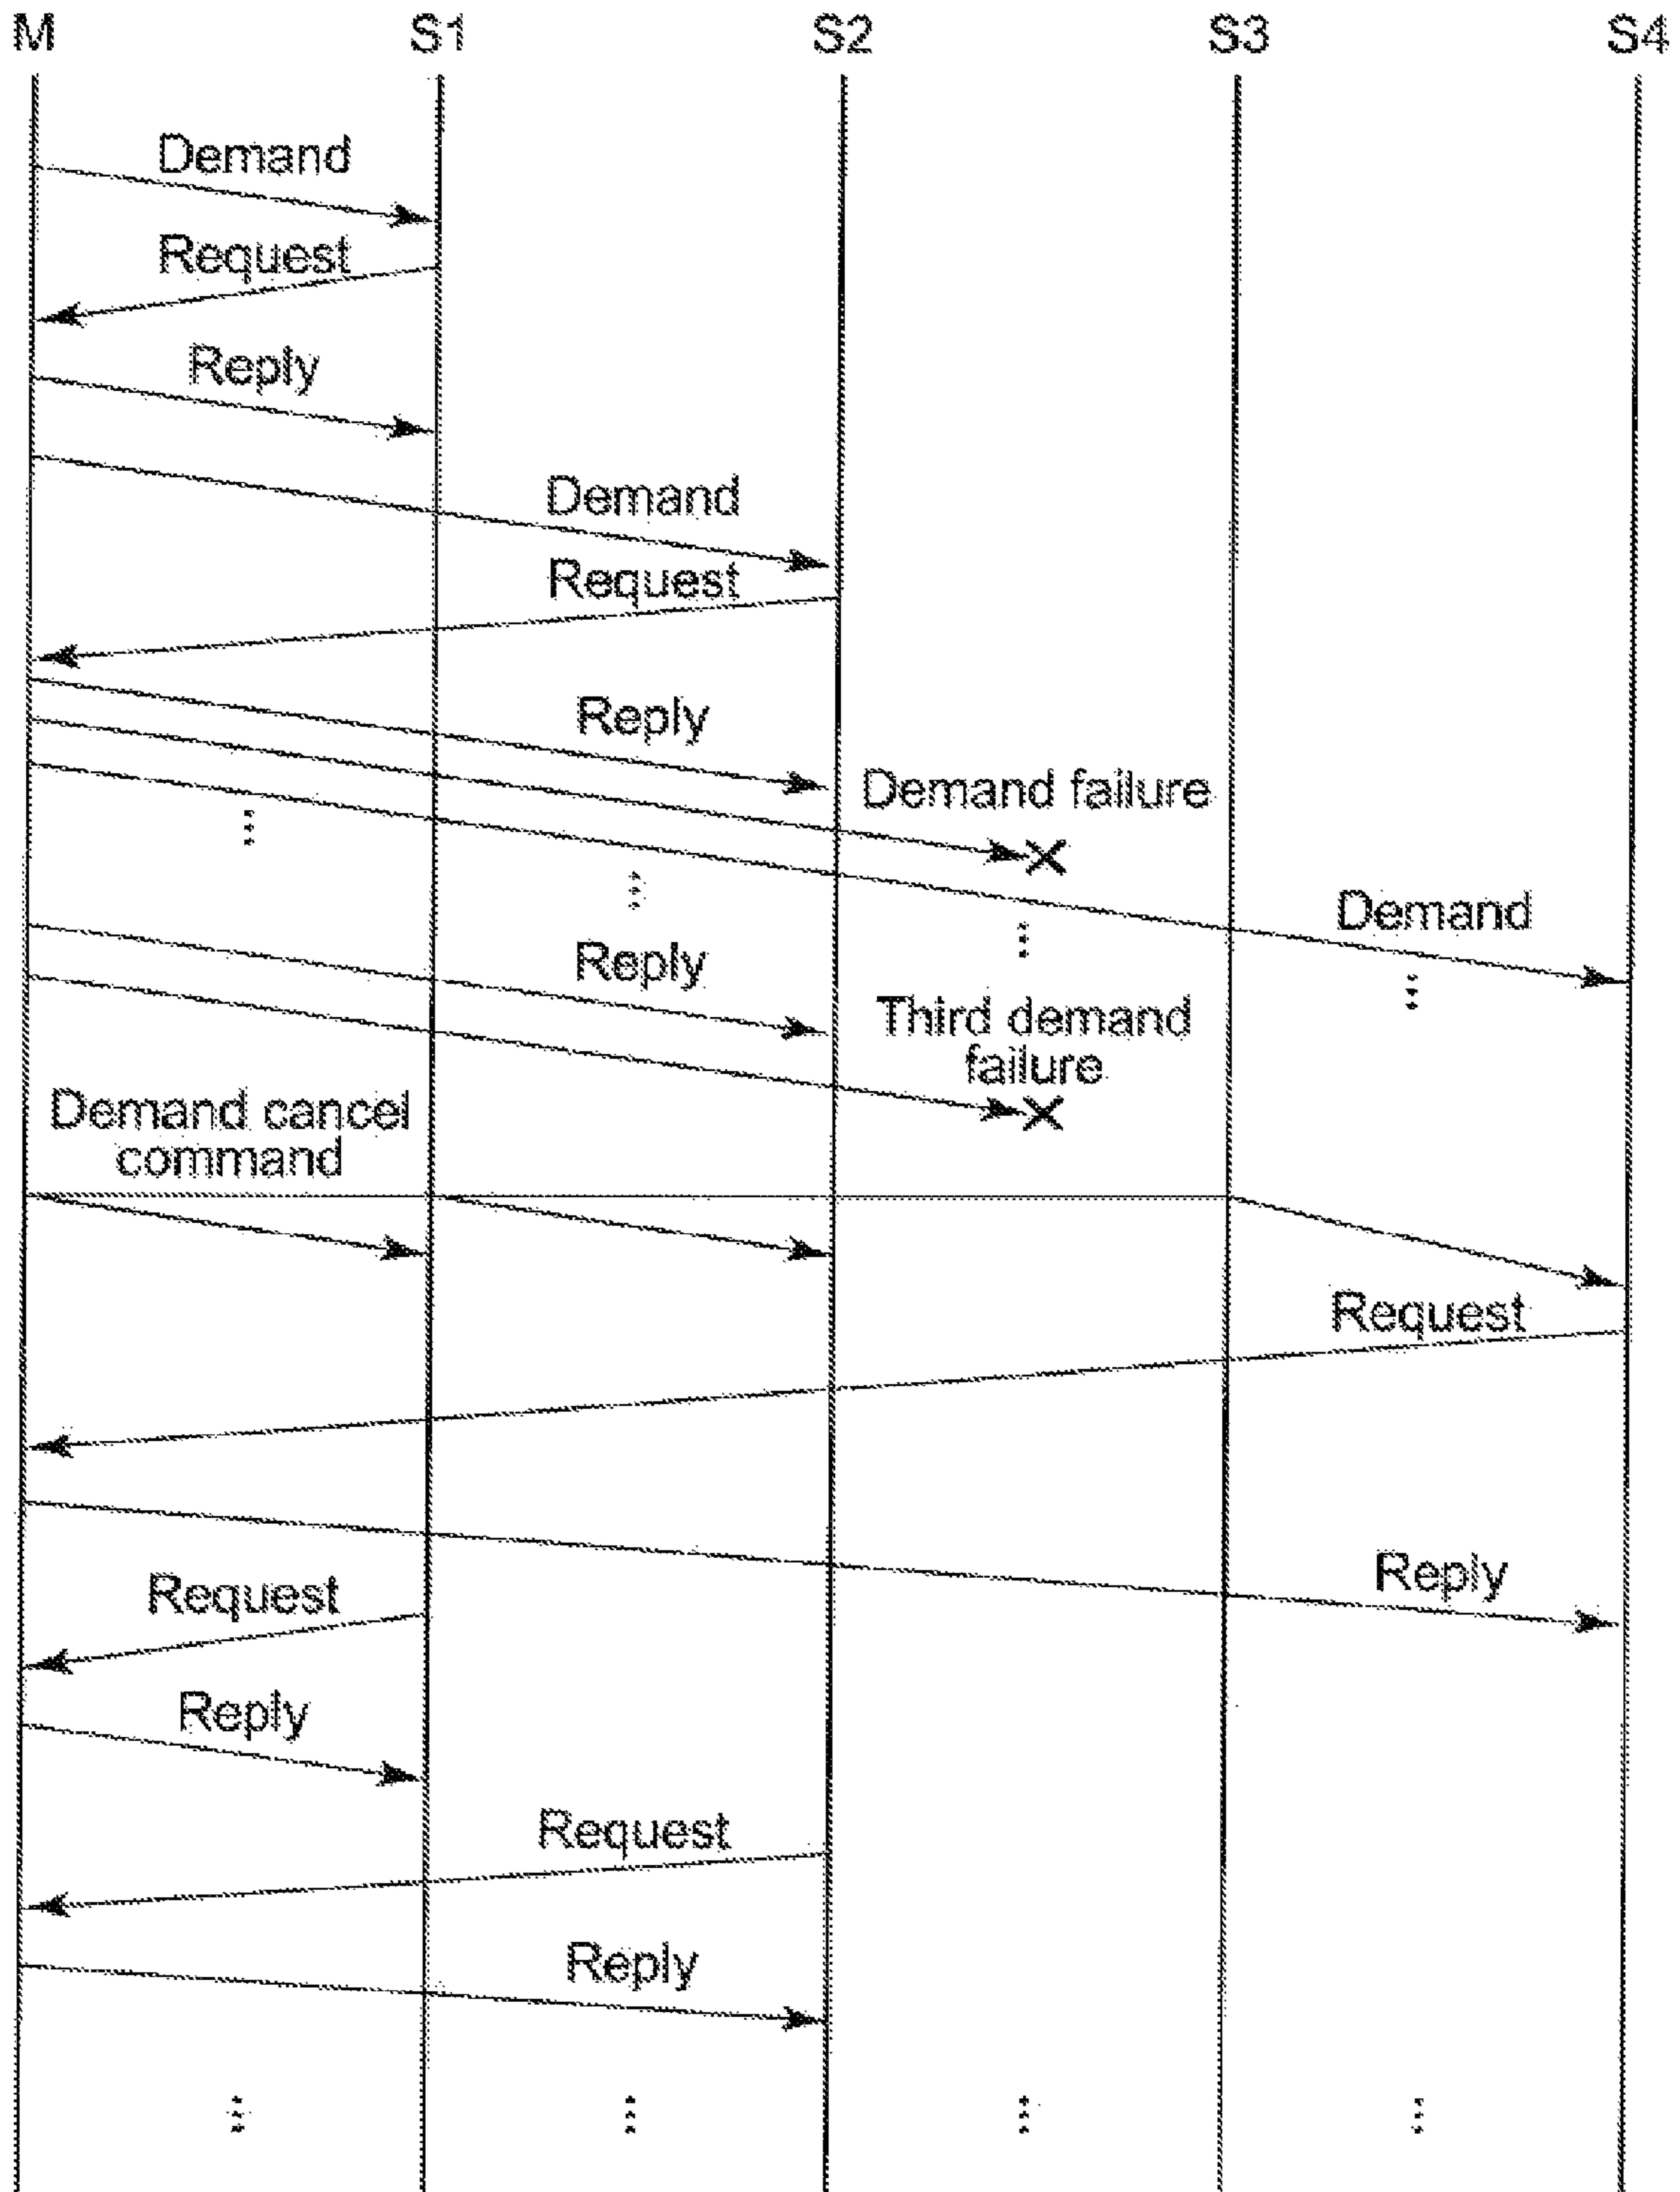 M S1 S2 S3 S4
Demand
Request
Reply
Demand
Request
Reply
Demand failure
Demand
Reply
Third demand
failure
Demand cancel
command
Request
Reply
Request
Reply
Request
Reply